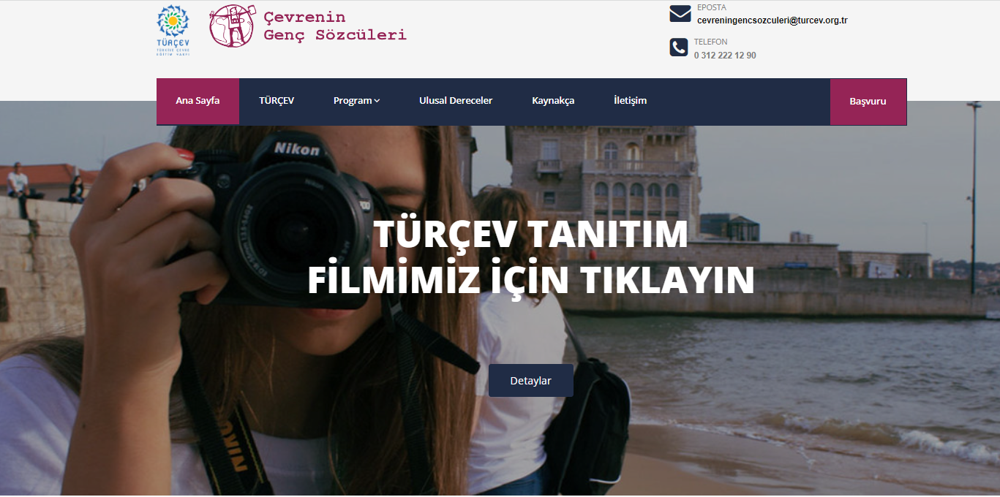 TÜRÇEV
TÜRKİYE ÇEVRE
EĞİTİM VAKFI
Çevrenin
Genç Sözcüleri
EPOSTA
cevreningencsozculeri@turcev.org.tr
TELEFON
0 312 222 12 90
Ana Sayfa
TÜRÇEV
Program
Ulusal Dereceler
Kaynakça
İletişim
Başvuru
Nikon
Nikon
TÜRÇEV TANITIM
FİLMİMİZ İÇİN TIKLAYIN
Detaylar
NIKON